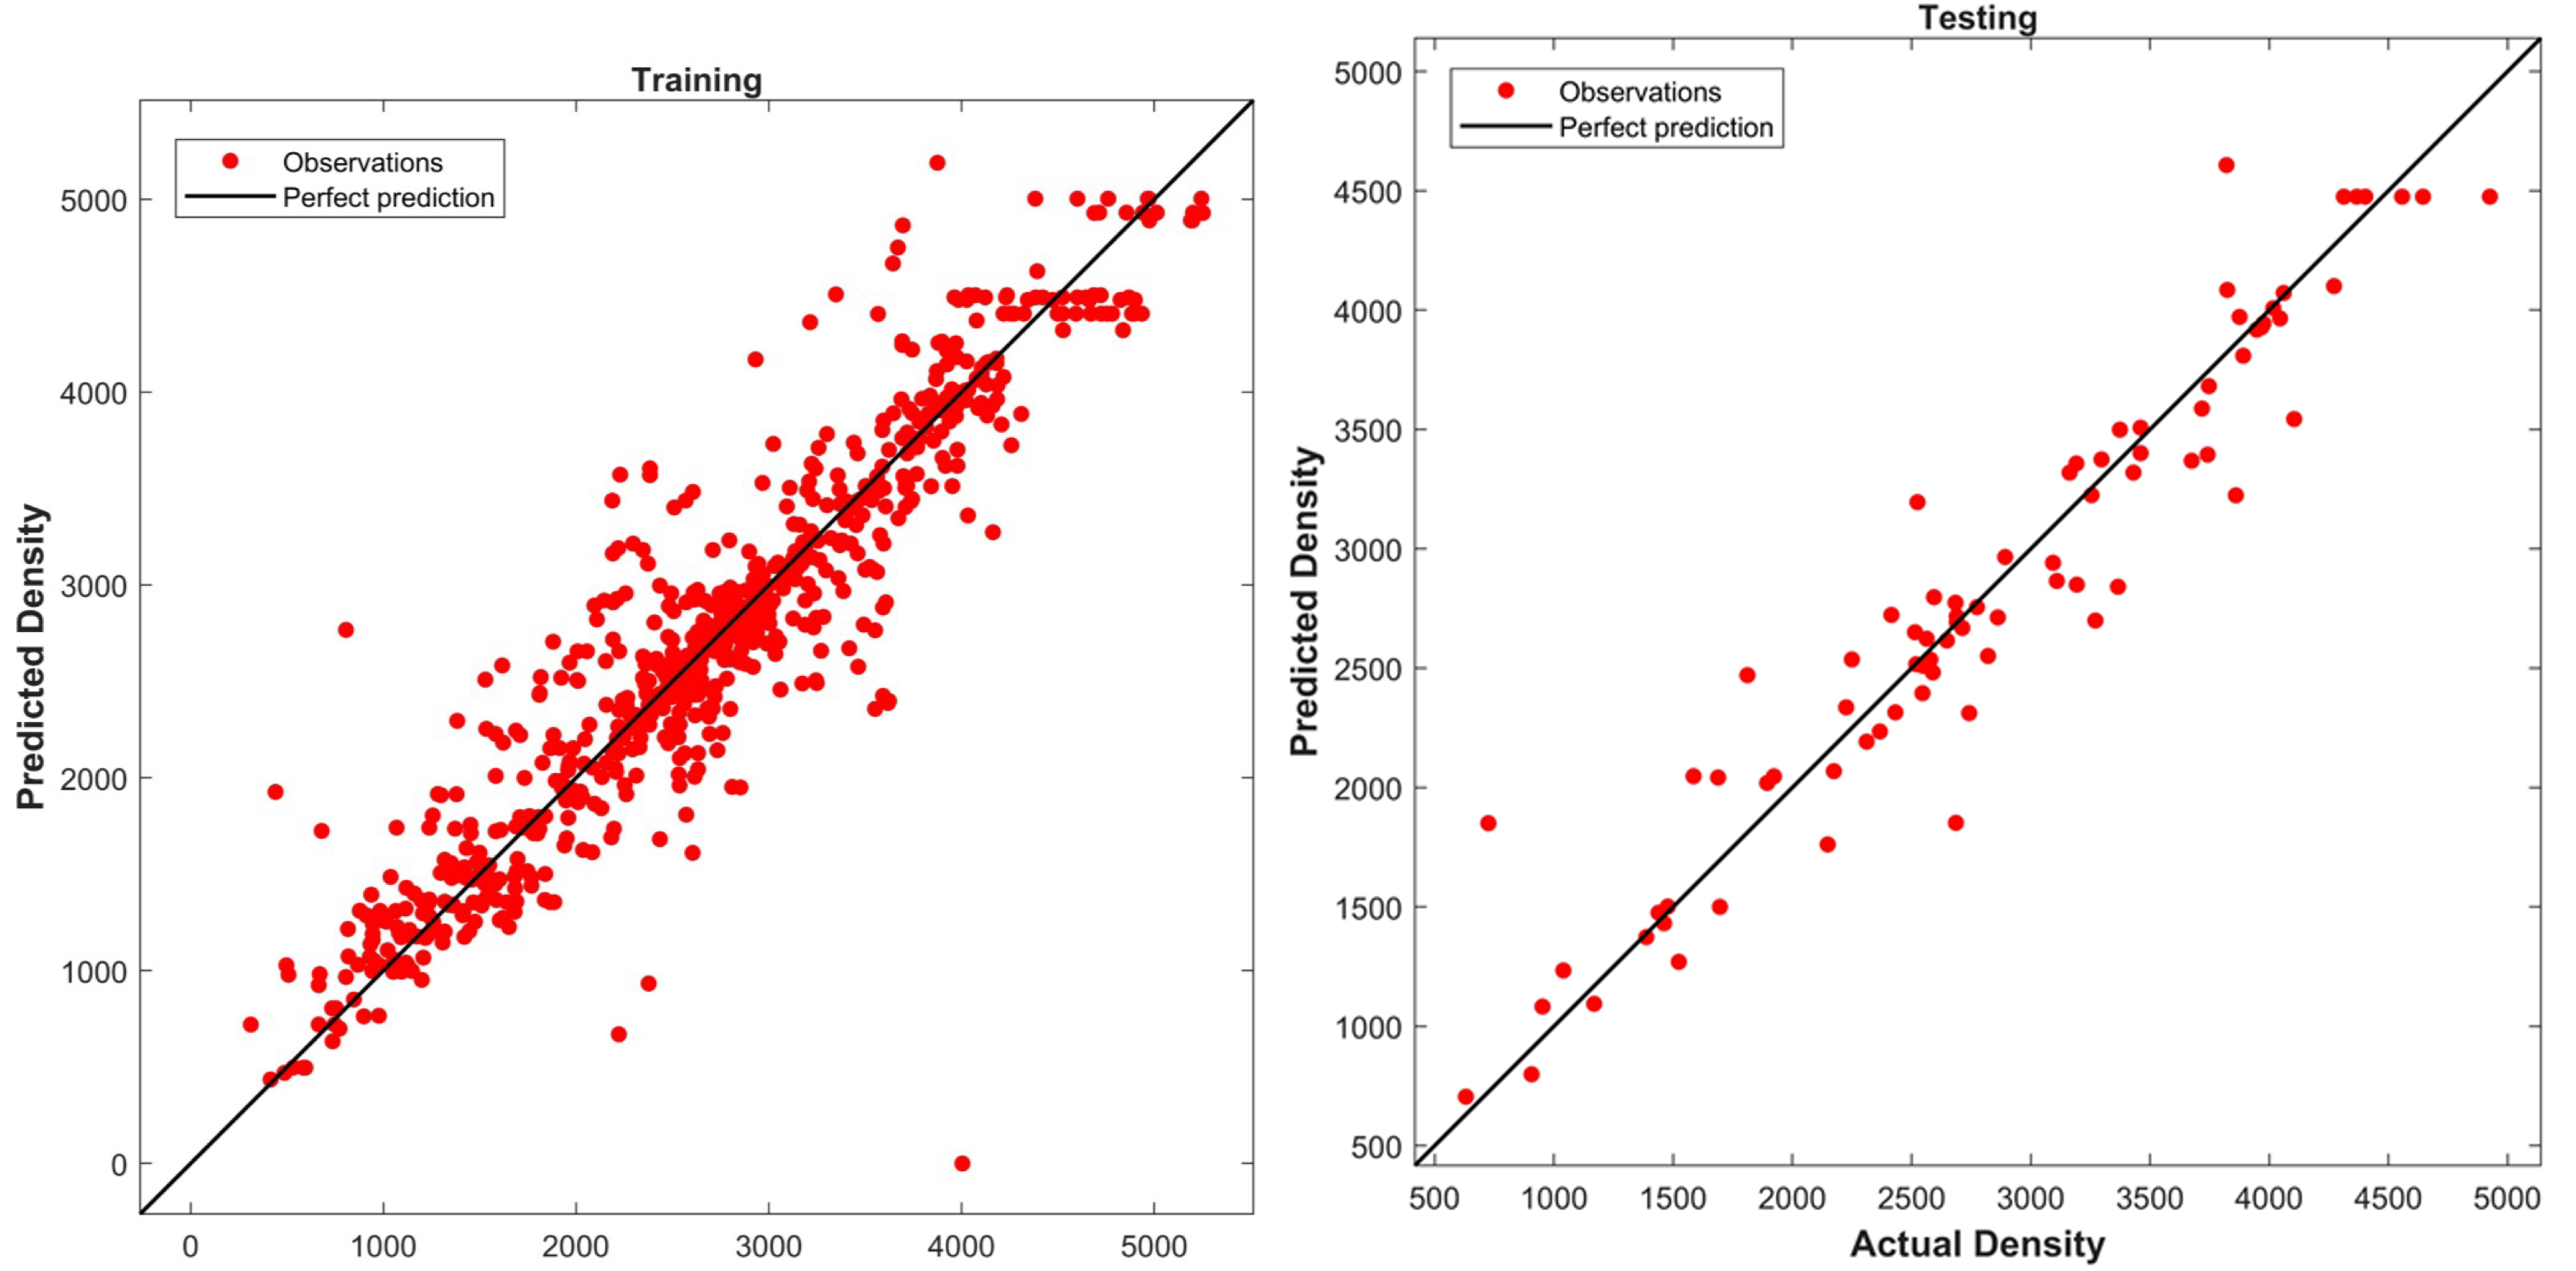 Training
Observations
Perfect prediction
Predicted Density
5000
4000
3000
2000
1000
0
0 1000 2000 3000 4000 5000
Testing
Observations
Perfect prediction
Predicted Density
5000
4500
4000
3500
3000
2500
2000
1500
1000
500
500 1000 1500 2000 2500 3000 3500 4000 4500 5000
Actual Density